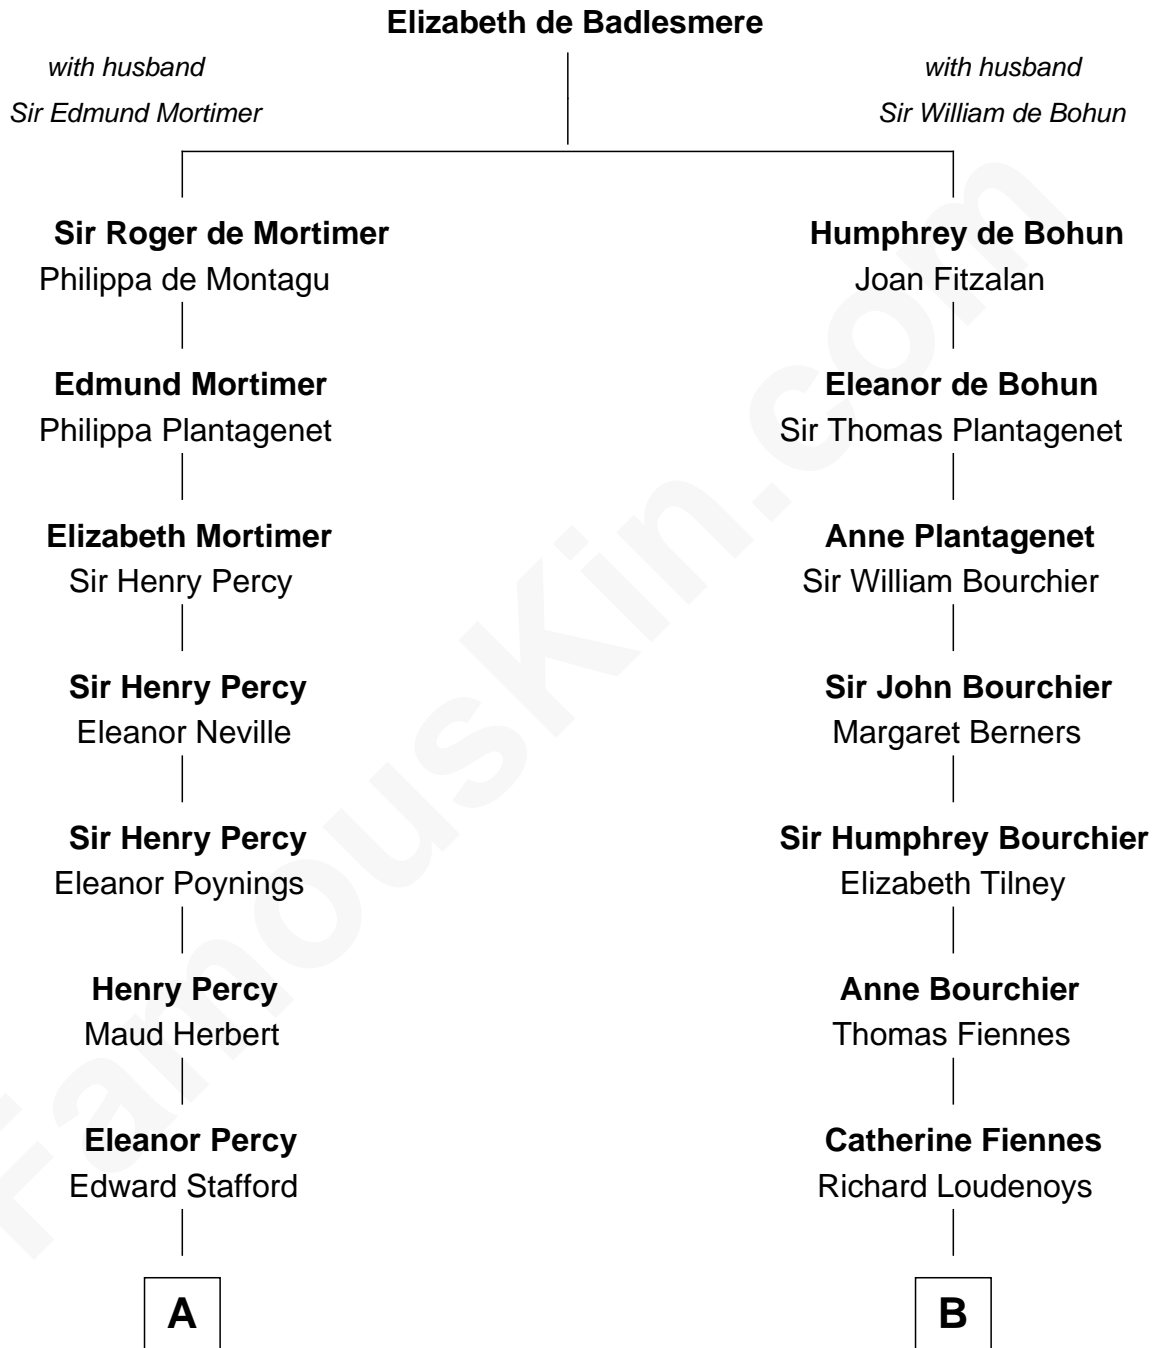 Elizabeth de Badlesmere
with husband
Sir Edmund Mortimer
with husband
Sir William de Bohun
Sir Roger de Mortimer
Philippa de Montagu
Humphrey de Bohun
Joan Fitzalan
Edmund Mortimer
Philippa Plantagenet
Eleanor de Bohun
Sir Thomas Plantagenet
Elizabeth Mortimer
Sir Henry Percy
Anne Plantagenet
Sir William Bourchier
Sir Henry Percy
Eleanor Neville
Sir John Bourchier
Margaret Berners
Sir Henry Percy
Eleanor Poynings
Sir Humphrey Bourchier
Elizabeth Tilney
Henry Percy
Maud Herbert
Anne Bourchier
Thomas Fiennes
Eleanor Percy
Edward Stafford
Catherine Fiennes
Richard Loudenoys
A
B
FamousKin.com